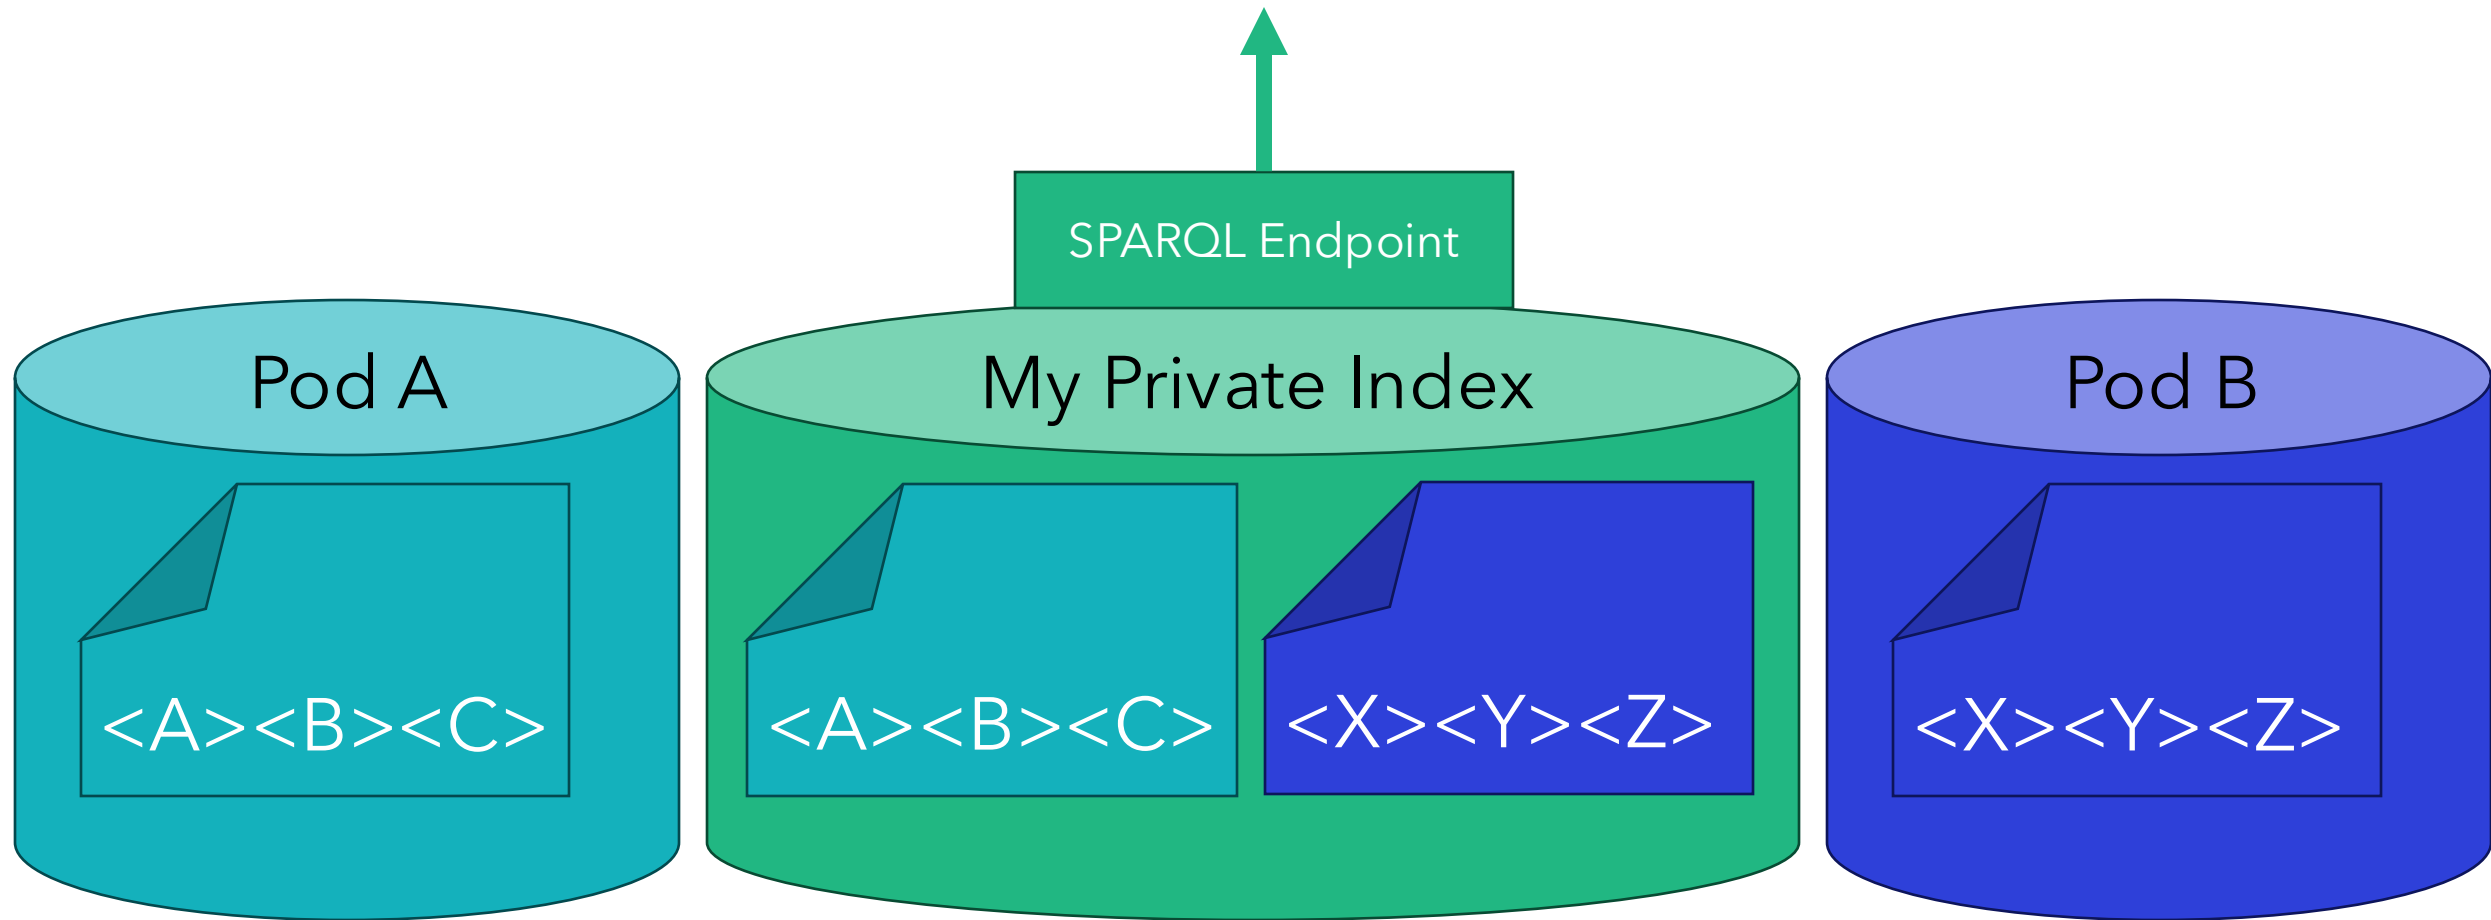 SPARQL Endpoint
Pod A
My Private Index
Pod B
<A><B><C>
<A><B><C>
<X><Y><Z>
<X><Y><Z>